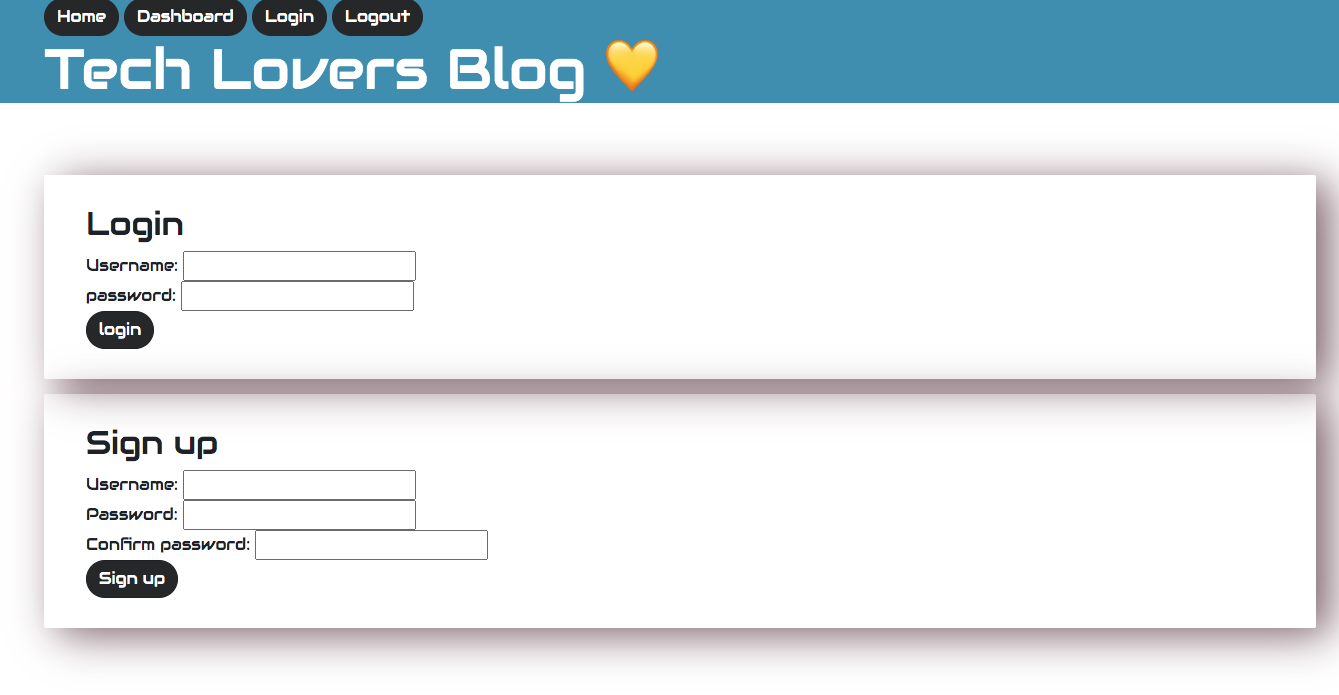 Home Dashboard Login Logout
Tech Lovers Blog 💛
Login
Username:
password:
login
Sign up
Username:
Password:
Confirm password:
Sign up